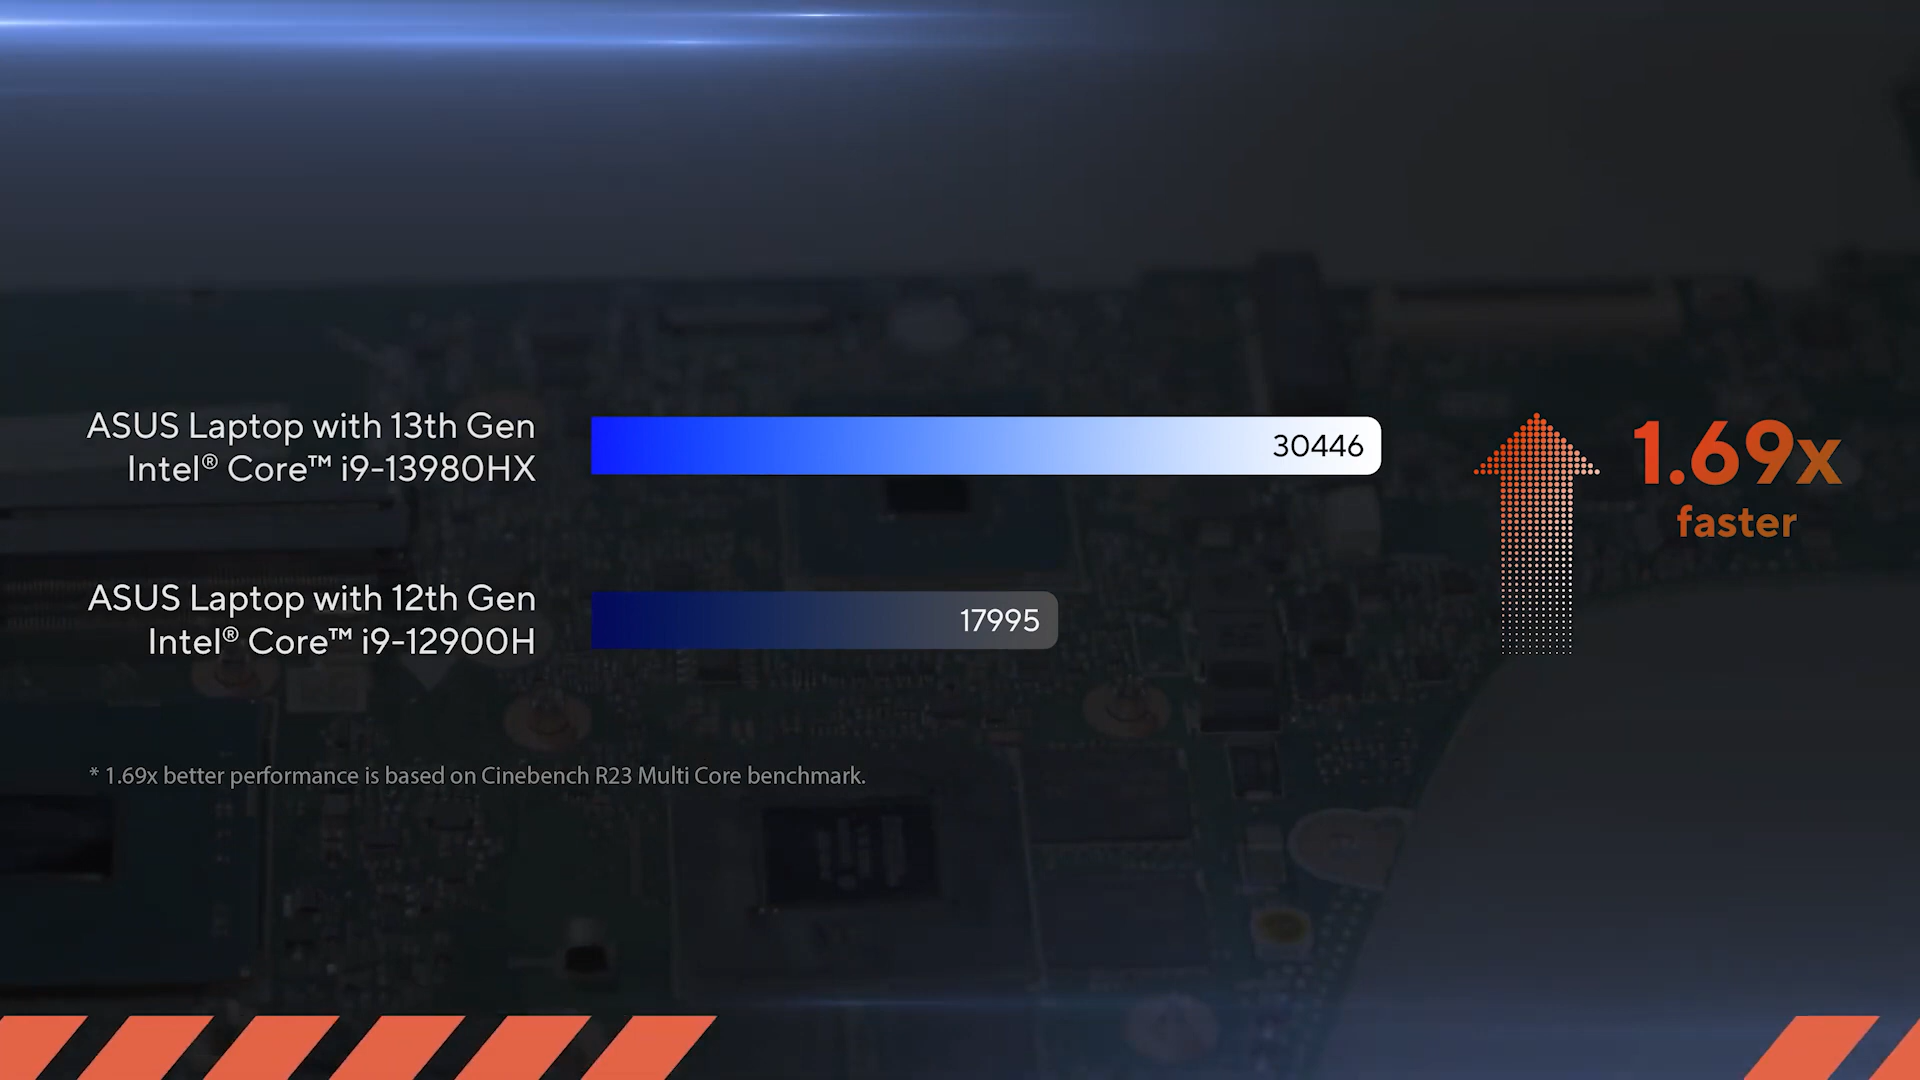 ASUS Laptop with 13th Gen
Intel® Core™ i9-13980HX
30446
1.69x
faster
ASUS Laptop with 12th Gen
Intel® Core™ i9-12900H
17995
* 1.69x better performance is based on Cinebench R23 Multi Core benchmark.